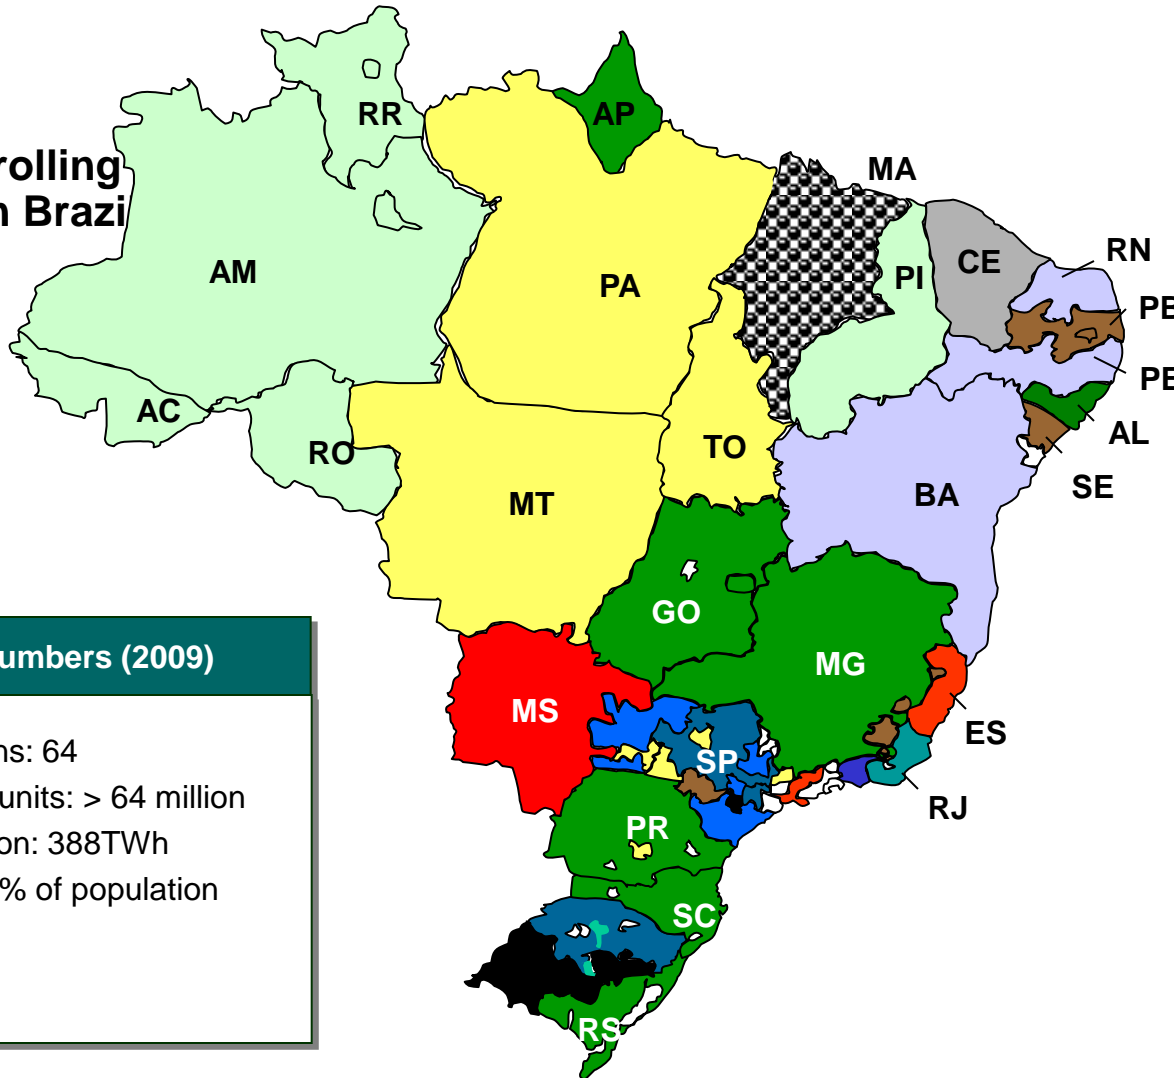 rolling
n Brazi
RR
AP
MA
AM
PA
PI
CE
RN
PB
PE
AC
RO
TO
MT
BA
AL
SE
GO
MG
MS
ES
SP
RJ
PR
SC
RS
umbers (2009)
ns: 64
units: > 64 million
on: 388TWh
% of population